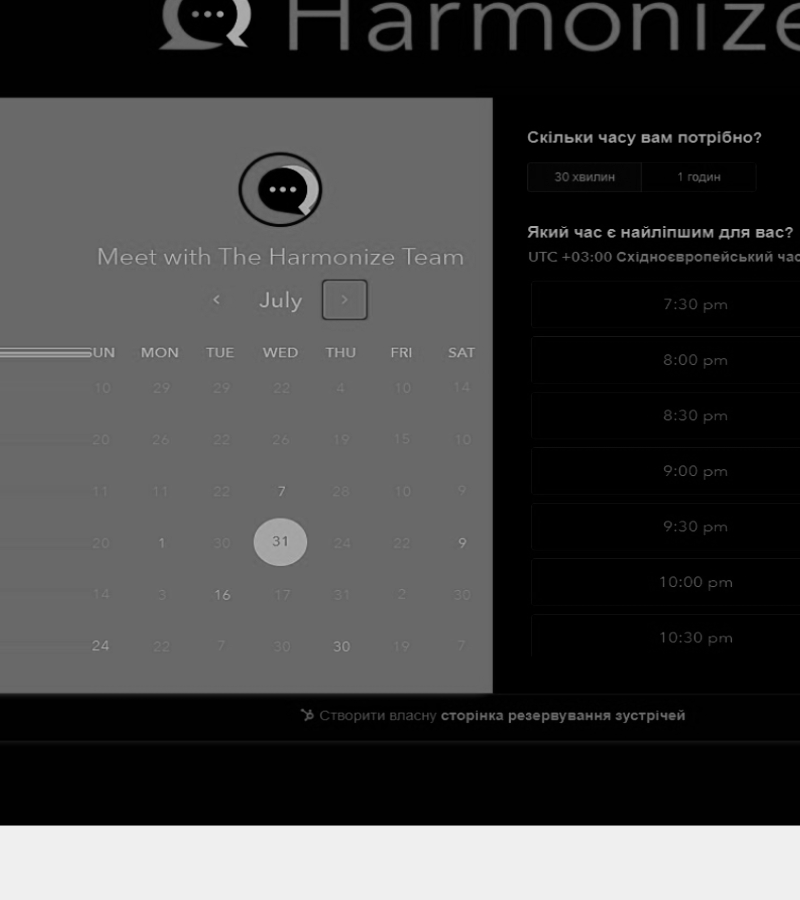 Harmonize
Meet with The Harmonize Team
July
SUN MON TUE WED THU FRI SAT
10 29 29 22 4 10 14
20 26 22 26 19 15 10
11 11 22 7 28 10 9
20 1 30 31 24 22 9
14 3 16 17 31 2 30
24 22 7 30 30 19 7
Скільки часу вам потрібно?
30 хвилин 1 годин
Який час є найліпшим для вас?
UTC +03:00 Східноєвропейський час
7:30 pm
8:00 pm
8:30 pm
9:00 pm
9:30 pm
10:00 pm
10:30 pm
Створити власну сторінка резервування зустрічей